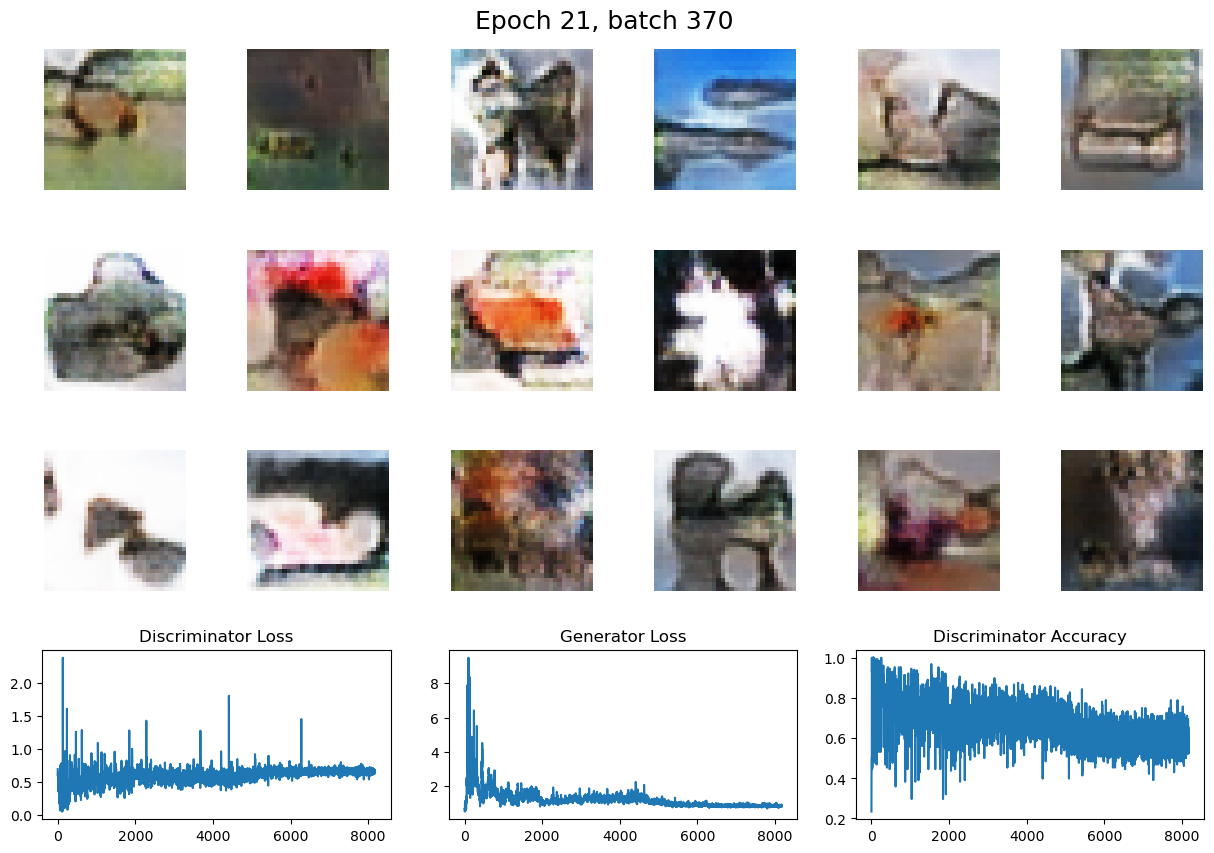 Epoch 21, batch 370
Discriminator Loss
Generator Loss
Discriminator Accuracy
2.0
1.5
1.0
0.5
0.0
0 2000 4000 6000 8000
8
6
4
2
0 2000 4000 6000 8000
1.0
0.8
0.6
0.4
0.2
0 2000 4000 6000 8000